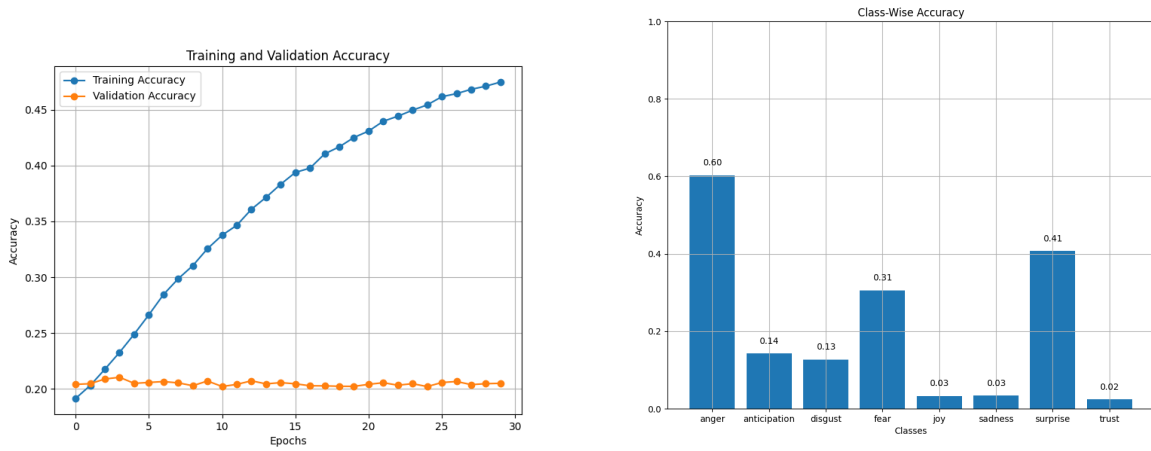 Training and Validation Accuracy
Training Accuracy
Validation Accuracy
0.45
0.40
0.35
0.30
0.25
0.20
Accuracy
0 5 10 15 20 25 30
Epochs
Class-Wise Accuracy
1.0
0.8
0.6
0.4
0.2
0.0
Accuracy
0.60
0.14
0.13
0.31
0.03
0.03
0.41
0.02
anger anticipation disgust fear joy sadness surprise trust
Classes